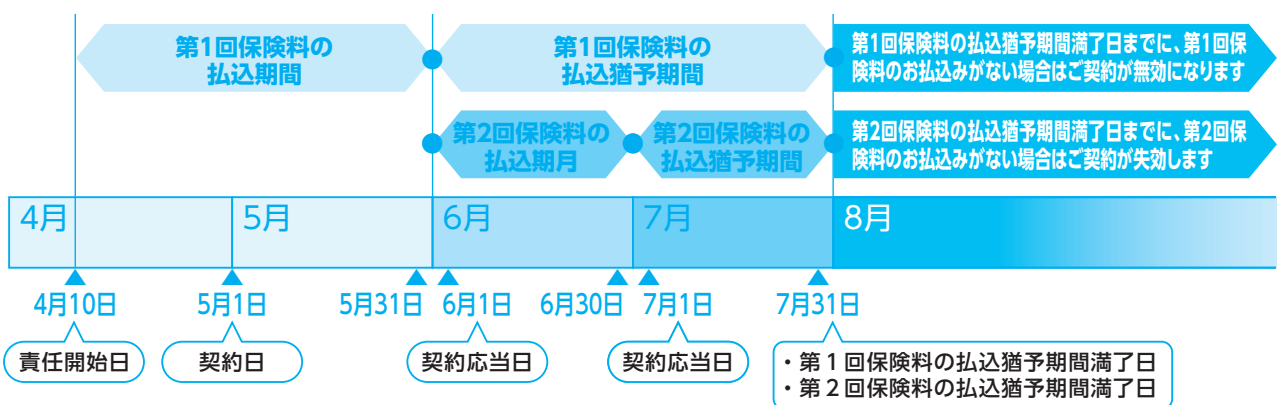 第1回保険料の
払込期間
第1回保険料の
払込猶予期間
第1回保険料の払込猶予期間満了日までに、第1回保
険料のお払込みがない場合はご契約が無効になります
第2回保険料の
払込期月
第2回保険料の
払込猶予期間
第2回保険料の払込猶予期間満了日までに、第2回保
険料のお払込みがない場合はご契約が失効します
4月
5月
6月
7月
8月
4月10日
5月1日
5月31日
6月1日
6月30日
7月1日
7月31日
責任開始日
契約日
契約応当日
契約応当日
・第1回保険料の払込猶予期間満了日
・第2回保険料の払込猶予期間満了日